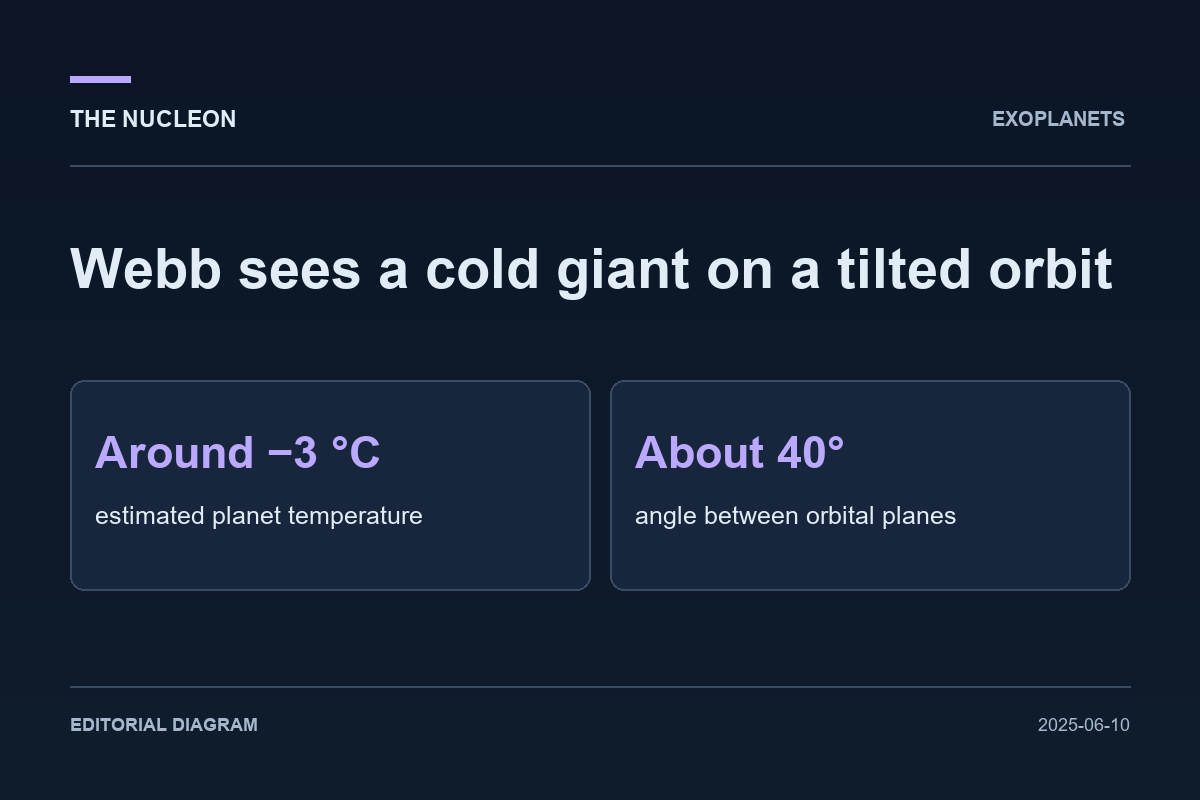 THE NUCLEON
EXOPLANETS
Webb sees a cold giant on a tilted orbit
Around −3 °C
estimated planet temperature
About 40°
angle between orbital planes
EDITORIAL DIAGRAM
2025-06-10